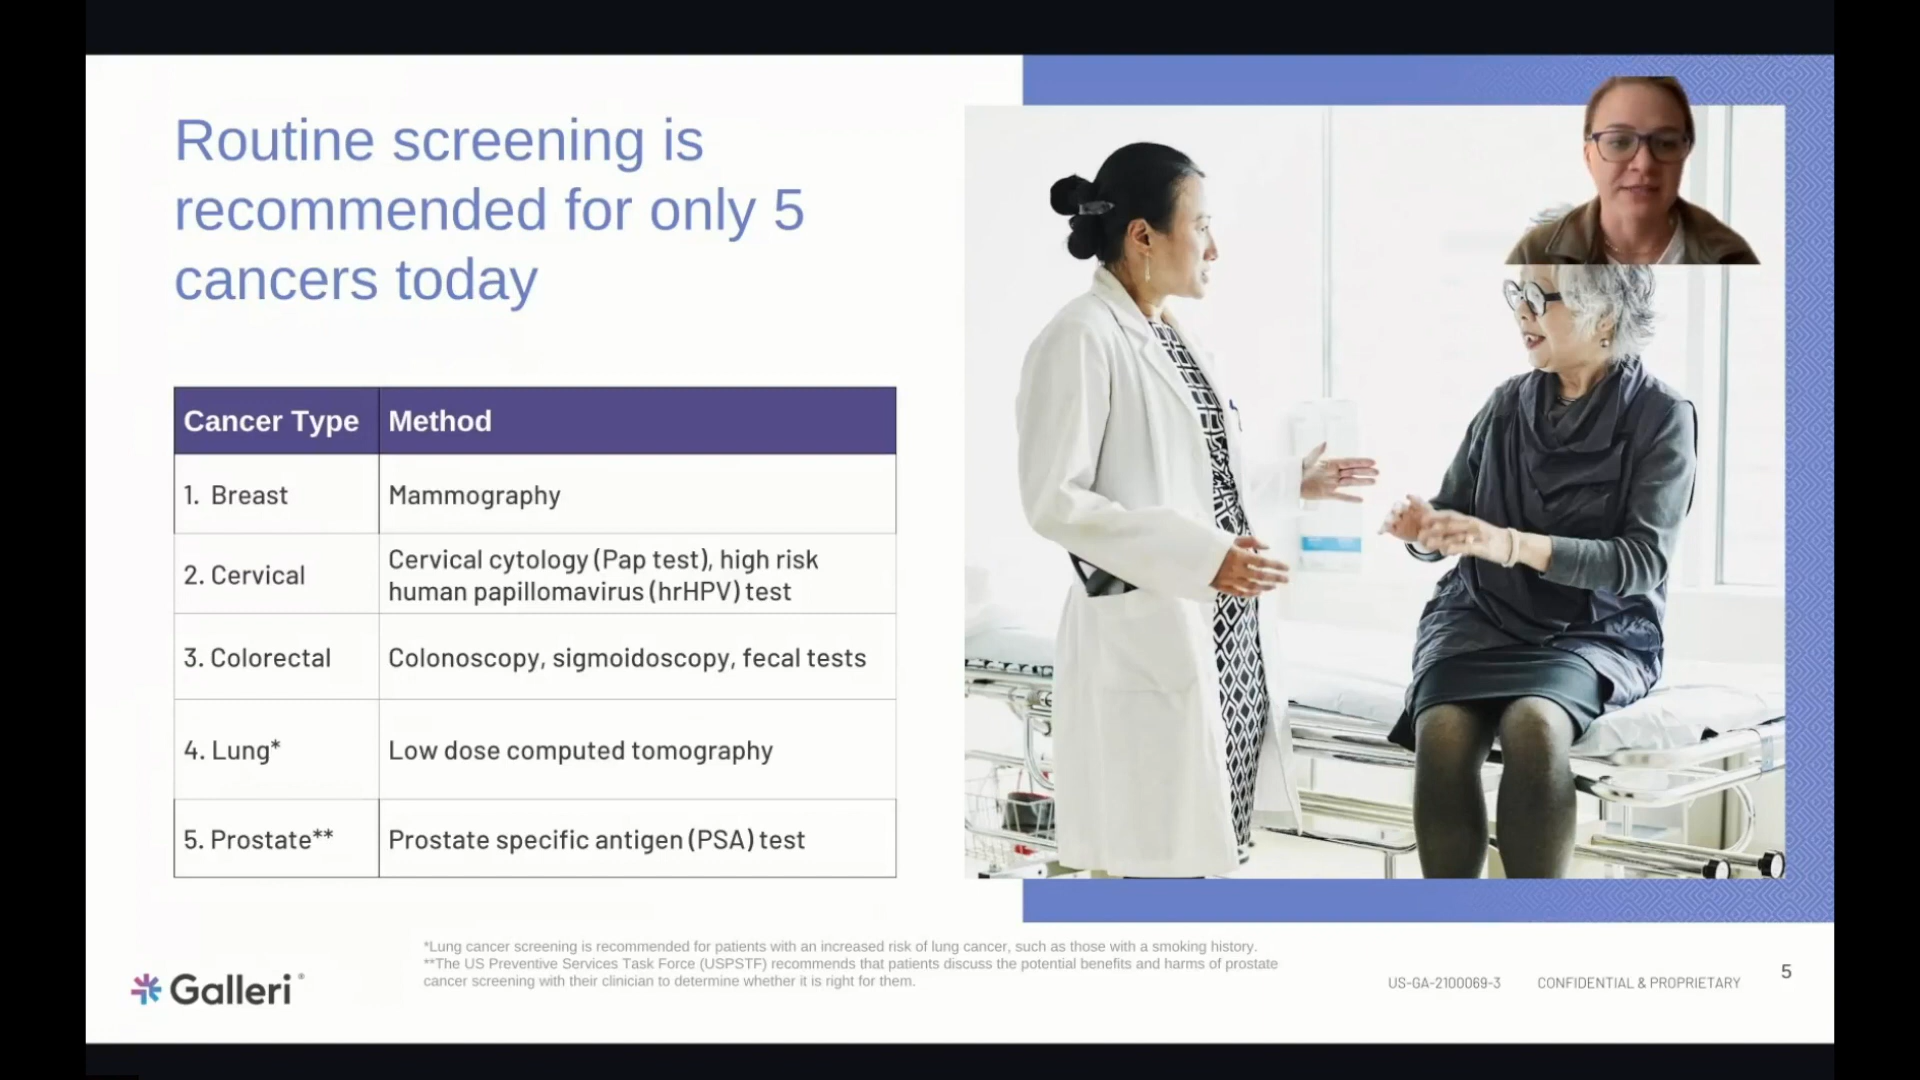 Routine screening is
recommended for only 5
cancers today
Cancer Type Method
1. Breast Mammography
2. Cervical Cervical cytology (Pap test), high risk
human papillomavirus (hrHPV) test
3. Colorectal Colonoscopy, sigmoidoscopy, fecal tests
4. Lung* Low dose computed tomography
5. Prostate** Prostate specific antigen (PSA) test
*Lung cancer screening is recommended for patients with an increased risk of lung cancer, such as those with a smoking history.
**The US Preventive Services Task Force (USPSTF) recommends that patients discuss the potential benefits and harms of prostate
cancer screening with their clinician to determine whether it is right for them.
Galleri®
US-GA-2100069-3 CONFIDENTIAL & PROPRIETARY 5